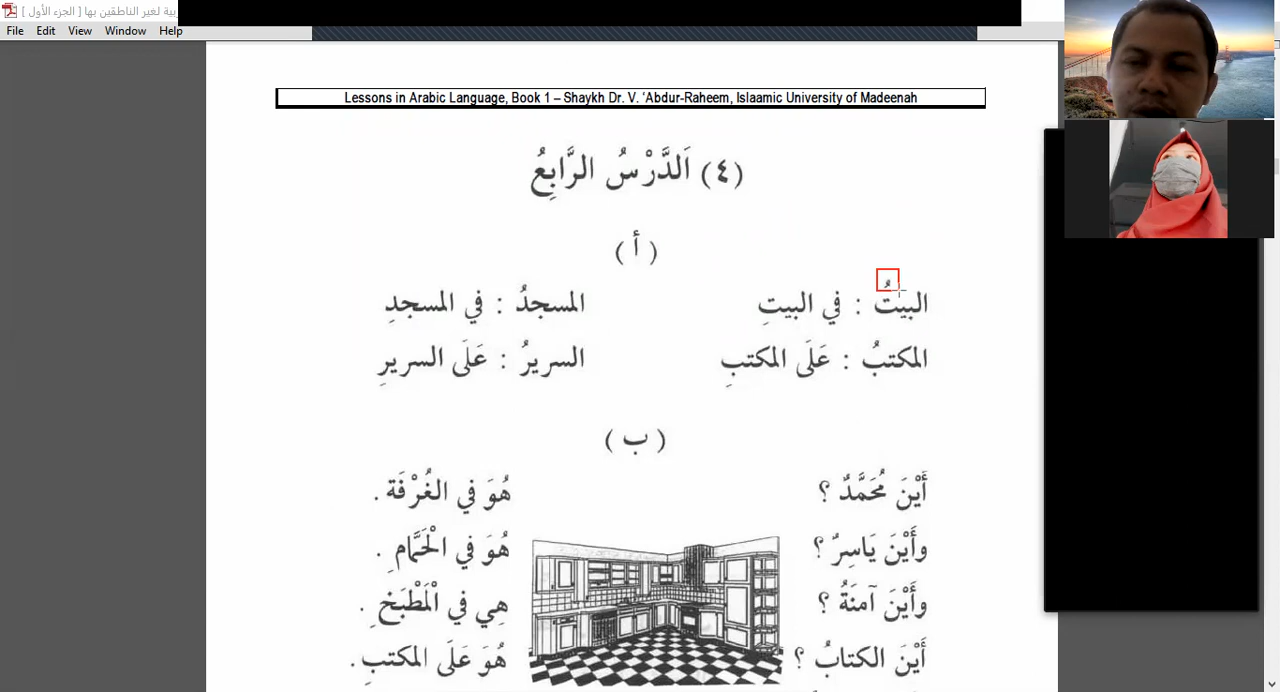 ربية لغير الناطقين بها [ الجزء الأول ]
File Edit View Window Help
Lessons in Arabic Language, Book 1 – Shaykh Dr. V. ‘Abdur-Raheem, Islaamic University of Madeenah
(٤) اَلدَّرْسُ الرَّابِعُ
( أ )
البيتُ : في البيتِ المسجدُ : في المسجدِ
المكتبُ : عَلَى المكتبِ السريرُ : عَلَى السريرِ
( ب )
أَيْنَ مُحَمَّدٌ ؟ هُوَ في الغُرْفَة .
وأَيْنَ يَاسِرٌ ؟ هُوَ في الْحَمَّامِ .
وأَيْنَ آمنَةُ ؟ هِي في الْمَطْبَخِ .
أَيْنَ الكتابُ ؟ هُوَ عَلَى المكتبِ .